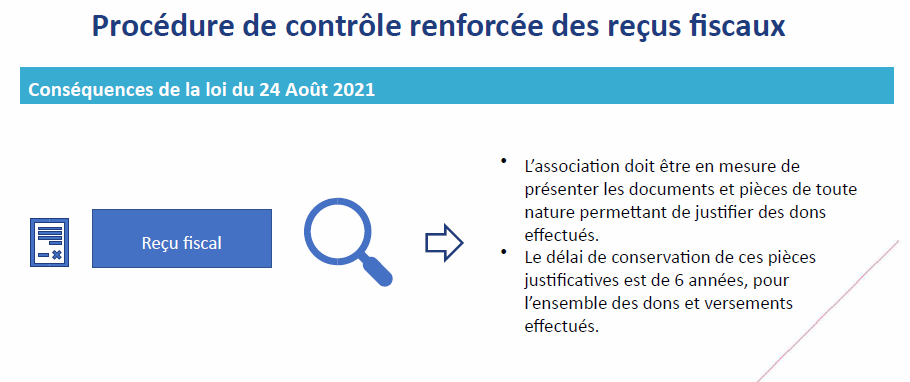 Procédure de contrôle renforcée des reçus fiscaux
Conséquences de la loi du 24 Août 2021
Reçu fiscal
• L’association doit être en mesure de
présenter les documents et pièces de toute
nature permettant de justifier des dons
effectués.
• Le délai de conservation de ces pièces
justificatives est de 6 années, pour
l’ensemble des dons et versements
effectués.